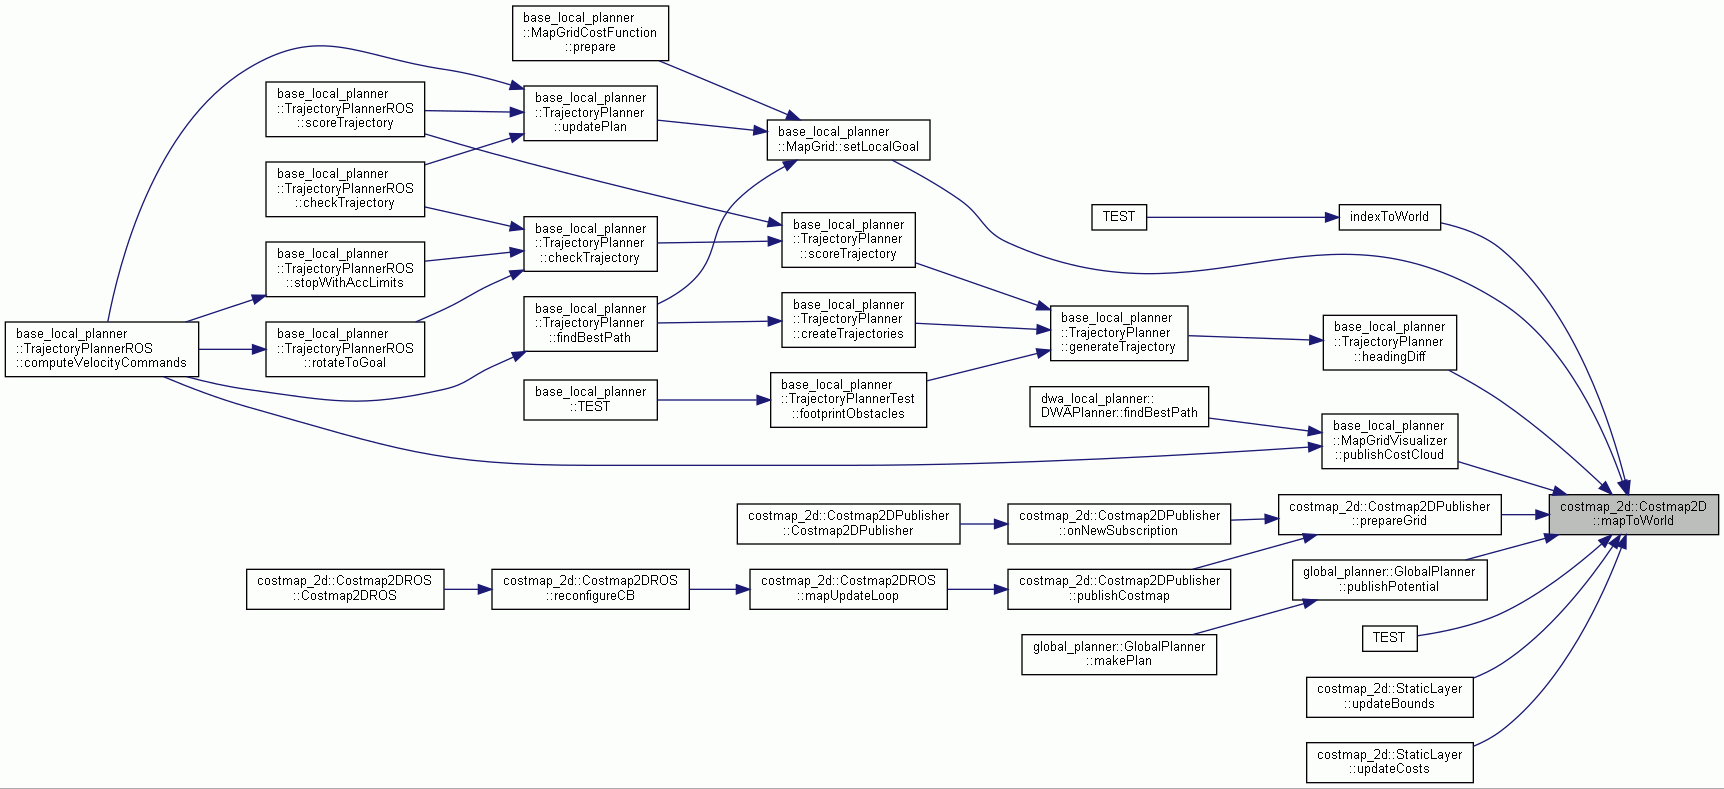 base_local_planner
::MapGridCostFunction
::prepare
base_local_planner
::TrajectoryPlannerROS
::scoreTrajectory
base_local_planner
::TrajectoryPlanner
::updatePlan
base_local_planner
::MapGrid::setLocalGoal
base_local_planner
::TrajectoryPlannerROS
::checkTrajectory
base_local_planner
::TrajectoryPlanner
::checkTrajectory
base_local_planner
::TrajectoryPlanner
::scoreTrajectory
TEST
indexToWorld
base_local_planner
::TrajectoryPlannerROS
::stopWithAccLimits
base_local_planner
::TrajectoryPlannerROS
::computeVelocityCommands
base_local_planner
::TrajectoryPlannerROS
::rotateToGoal
base_local_planner
::TrajectoryPlanner
::findBestPath
base_local_planner
::TrajectoryPlanner
::createTrajectories
base_local_planner
::TrajectoryPlanner
::generateTrajectory
base_local_planner
::TrajectoryPlanner
::headingDiff
base_local_planner
::TEST
base_local_planner
::TrajectoryPlannerTest
::footprintObstacles
dwa_local_planner::
DWAPlanner::findBestPath
base_local_planner
::MapGridVisualizer
::publishCostCloud
costmap_2d::Costmap2DPublisher
::Costmap2DPublisher
costmap_2d::Costmap2DPublisher
::onNewSubscription
costmap_2d::Costmap2DPublisher
::prepareGrid
costmap_2d::Costmap2D
::mapToWorld
costmap_2d::Costmap2DROS
::Costmap2DROS
costmap_2d::Costmap2DROS
::reconfigureCB
costmap_2d::Costmap2DROS
::mapUpdateLoop
costmap_2d::Costmap2DPublisher
::publishCostmap
global_planner::GlobalPlanner
::publishPotential
global_planner::GlobalPlanner
::makePlan
TEST
costmap_2d::StaticLayer
::updateBounds
costmap_2d::StaticLayer
::updateCosts